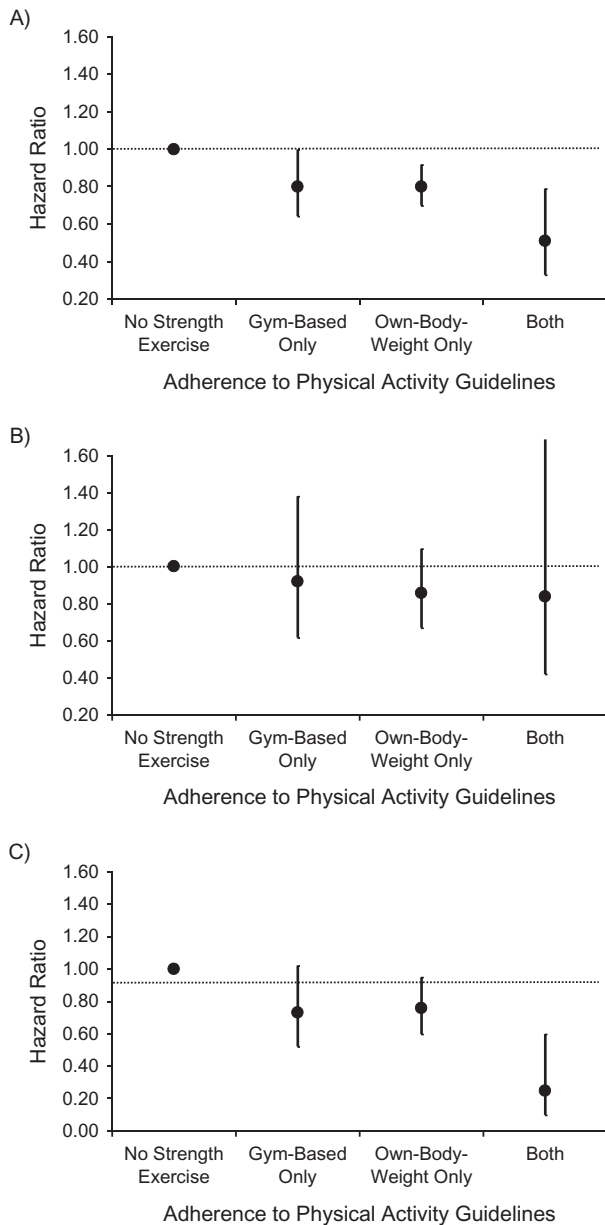 A)
1.60
1.40
1.20
1.00
0.80
0.60
0.40
0.20
Hazard Ratio
No Strength Exercise
Gym-Based Only
Own-Body-Weight Only
Both
Adherence to Physical Activity Guidelines
B)
1.60
1.40
1.20
1.00
0.80
0.60
0.40
0.20
Hazard Ratio
No Strength Exercise
Gym-Based Only
Own-Body-Weight Only
Both
Adherence to Physical Activity Guidelines
C)
1.60
1.40
1.20
1.00
0.80
0.60
0.40
0.20
0.00
Hazard Ratio
No Strength Exercise
Gym-Based Only
Own-Body-Weight Only
Both
Adherence to Physical Activity Guidelines